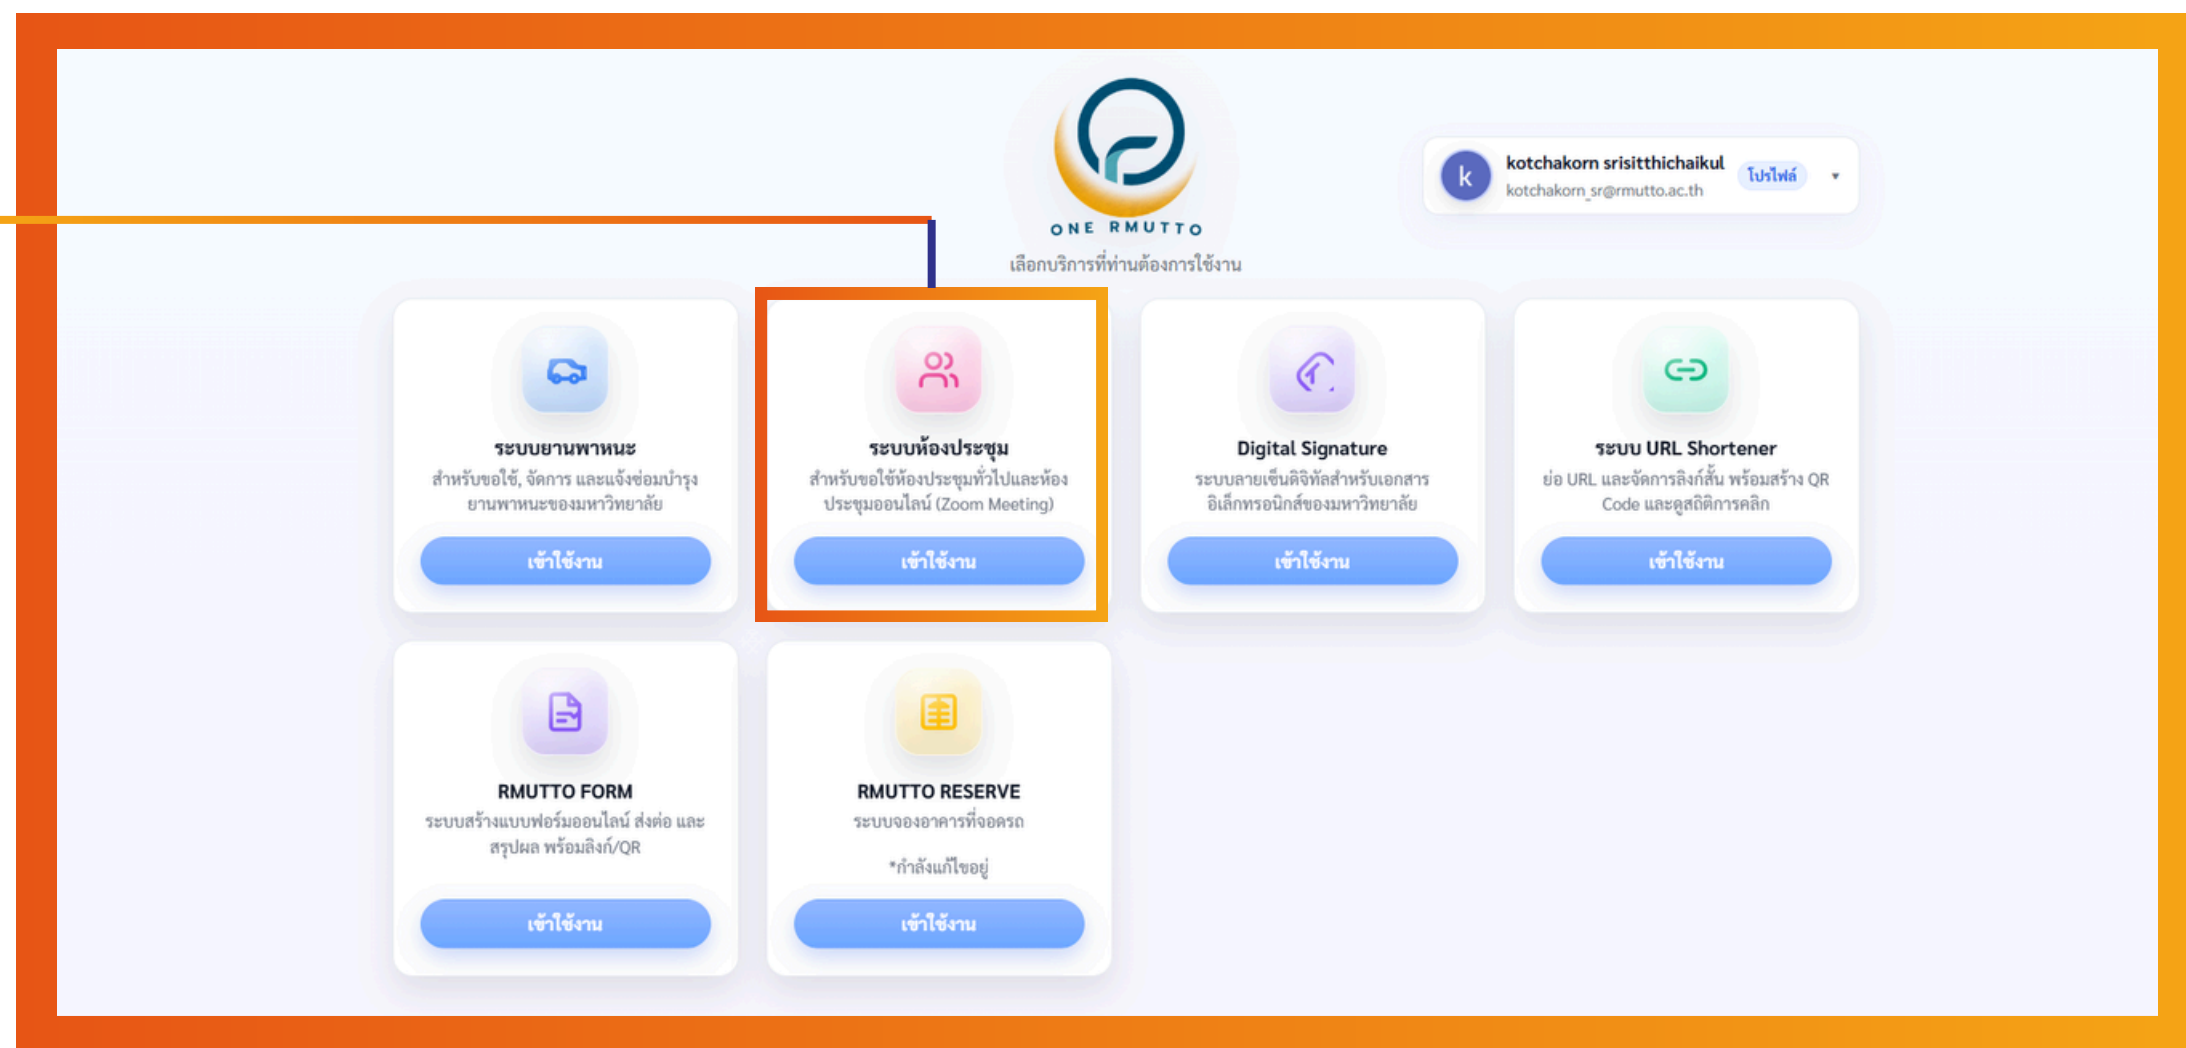 ONE RMUTTO
k
kotchakorn srisitthichaikul
kotchakorn_sr@rmutto.ac.th
โปรไฟล์
เลือกบริการที่ท่านต้องการใช้งาน
ระบบยานพาหนะ
สำหรับขอใช้, จัดการ และแจ้งซ่อมบำรุง
ยานพาหนะของมหาวิทยาลัย
เข้าใช้งาน
ระบบห้องประชุม
สำหรับขอใช้ห้องประชุมทั่วไปและห้อง
ประชุมออนไลน์ (Zoom Meeting)
เข้าใช้งาน
Digital Signature
ระบบลายเซ็นดิจิทัลสำหรับเอกสาร
อิเล็กทรอนิกส์ของมหาวิทยาลัย
เข้าใช้งาน
ระบบ URL Shortener
ย่อ URL และจัดการลิงก์สั้น พร้อมสร้าง QR
Code และดูสถิติการคลิก
เข้าใช้งาน
RMUTTO FORM
ระบบสร้างแบบฟอร์มออนไลน์ ส่งต่อ และ
สรุปผล พร้อมลิงก์/QR
เข้าใช้งาน
RMUTTO RESERVE
ระบบจองอาคารที่จอดรถ
*กำลังแก้ไขอยู่
เข้าใช้งาน